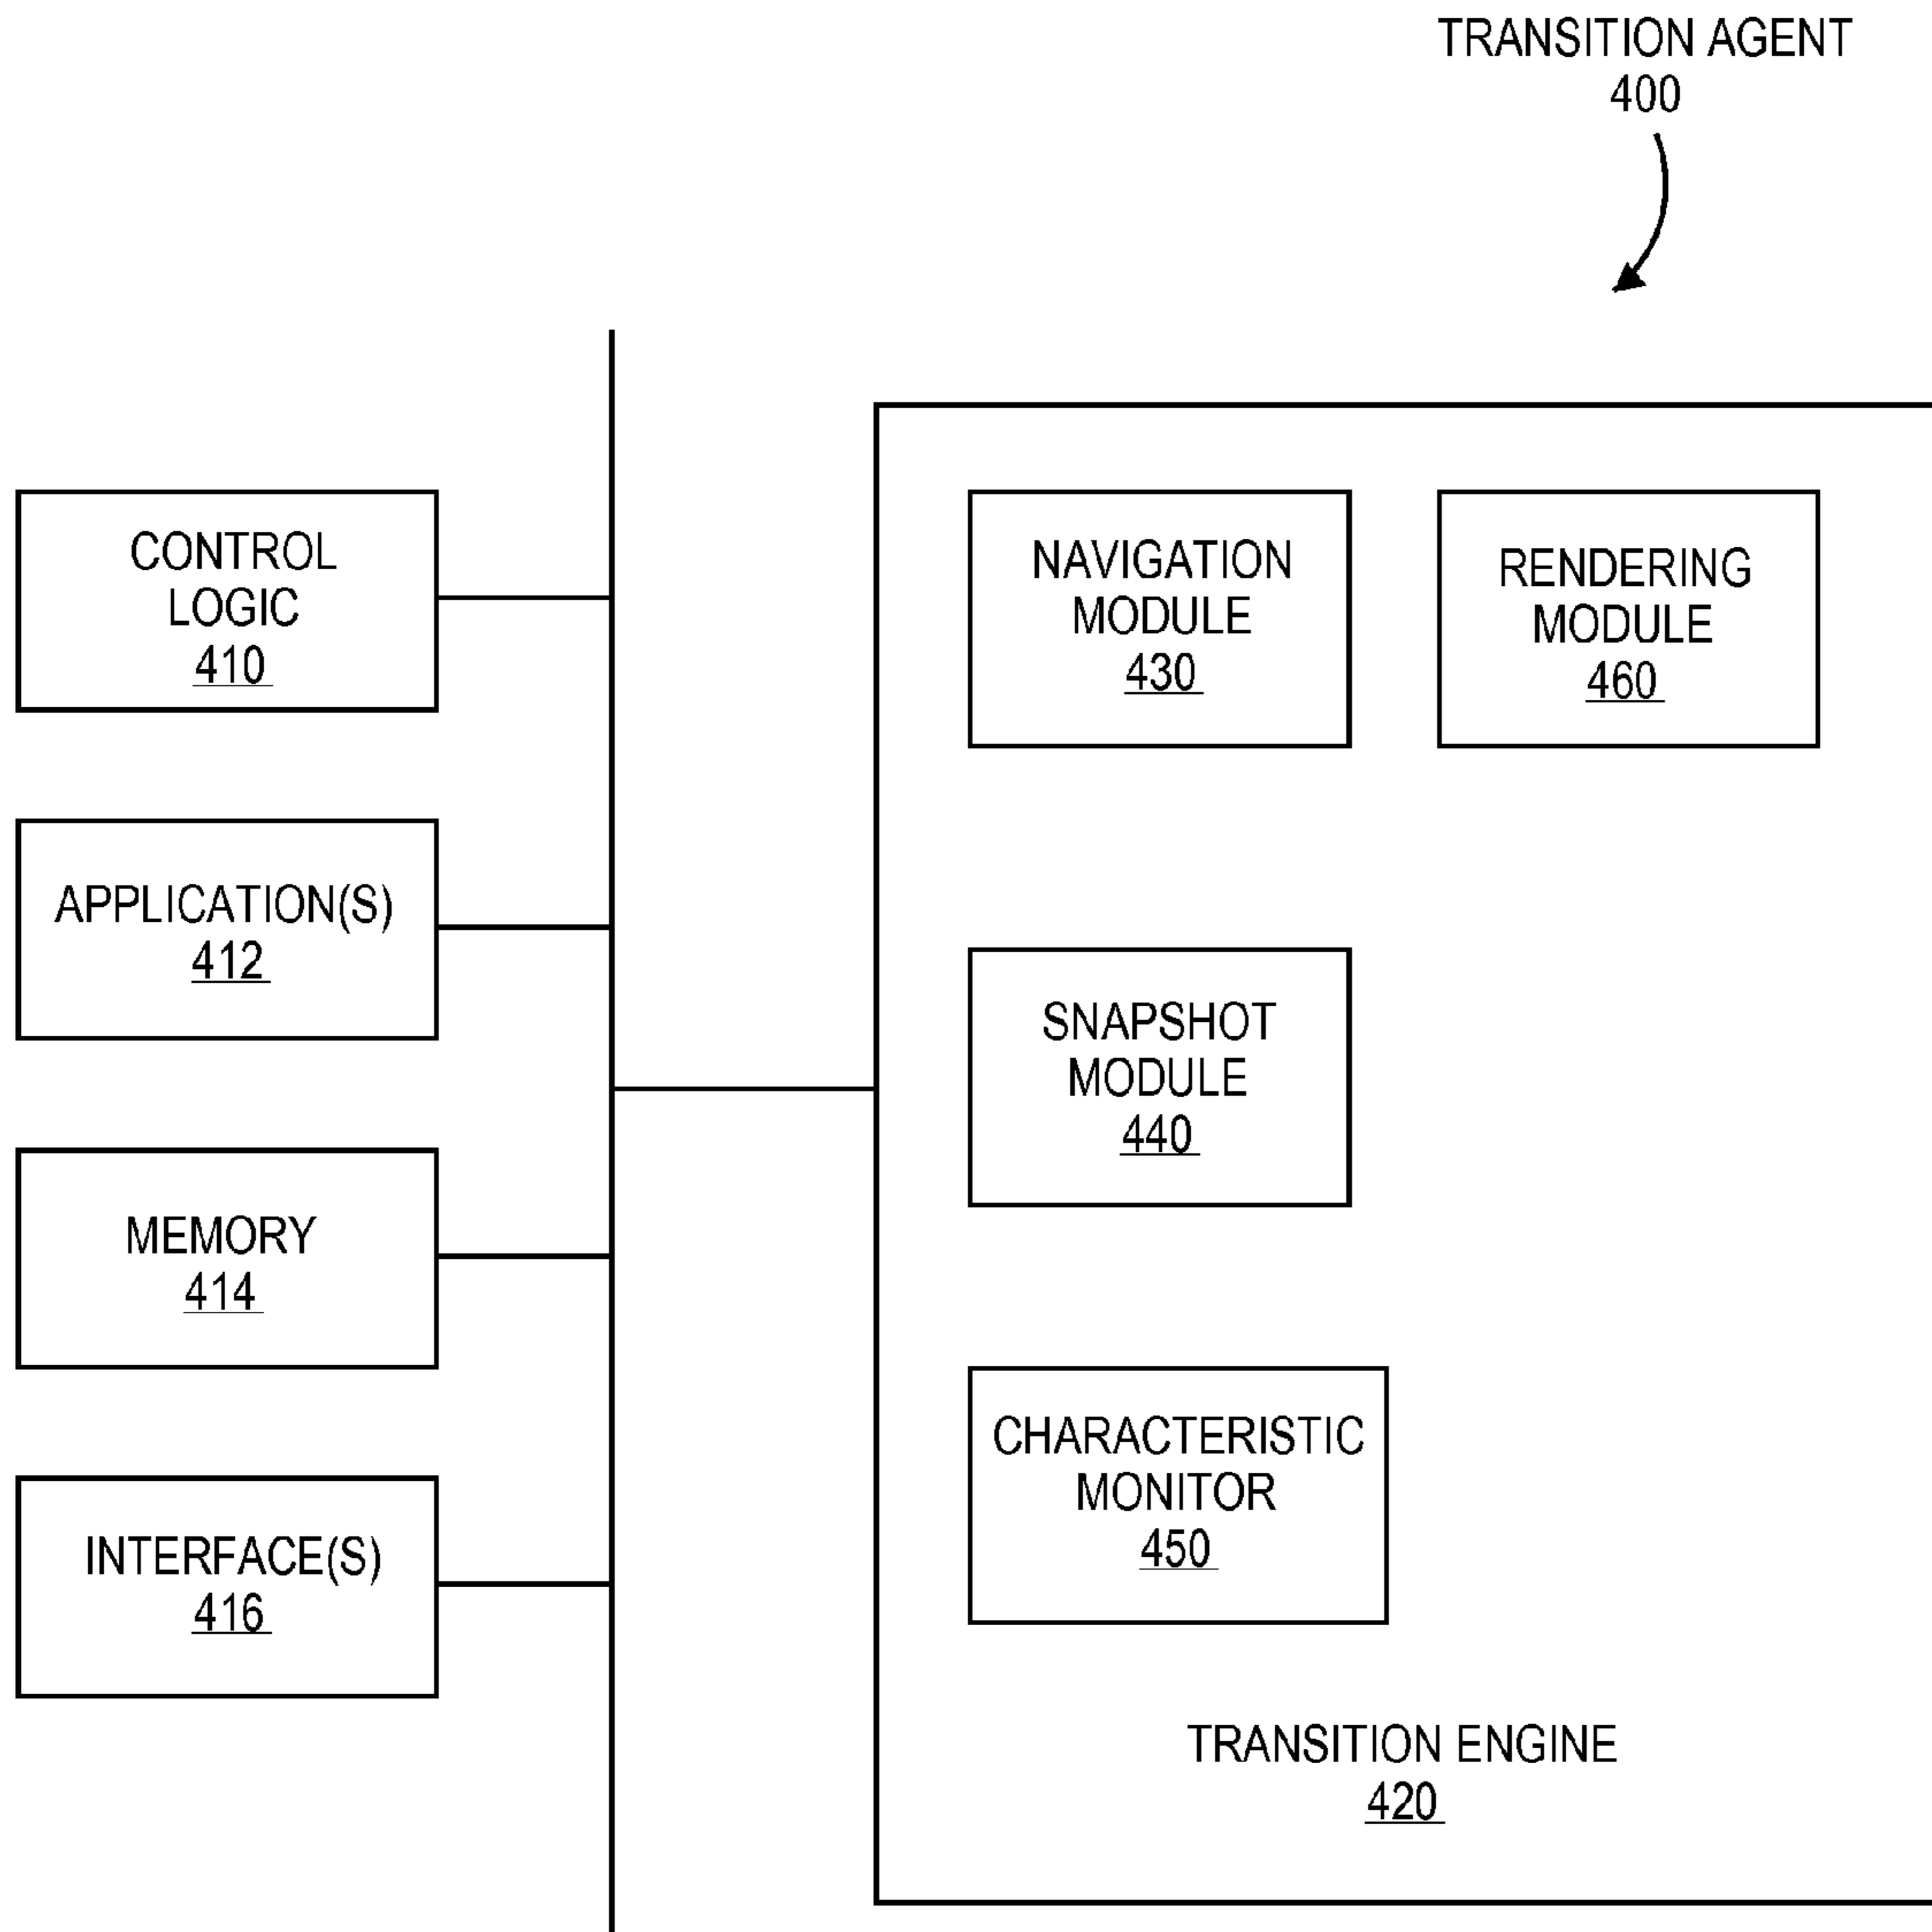 TRANSITION AGENT
400
CONTROL
LOGIC
410
APPLICATION(S)
412
MEMORY
414
INTERFACE(S)
416
NAVIGATION
MODULE
430
RENDERING
MODULE
460
SNAPSHOT
MODULE
440
CHARACTERISTIC
MONITOR
450
TRANSITION ENGINE
420